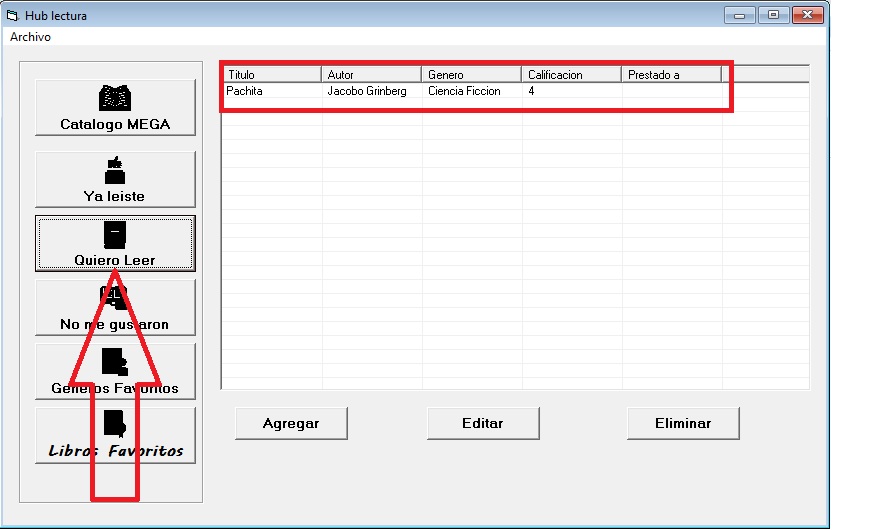 Hub lectura
Archivo
Catalogo MEGA
Ya leiste
Quiero Leer
No me gustaron
Generos Favoritos
Libros Favoritos
Titulo Autor Genero Calificacion Prestado a
Pachita Jacobo Grinberg Ciencia Ficcion 4
Agregar Editar Eliminar